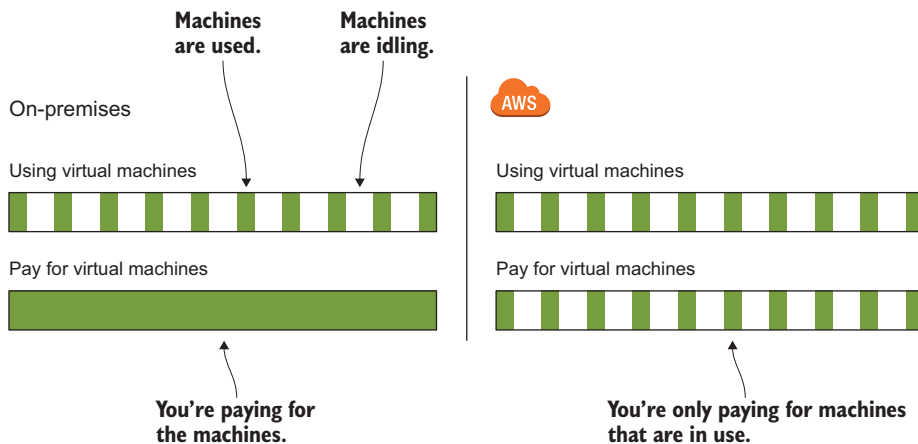 Machines
are used.
Machines
are idling.
On-premises
AWS
Using virtual machines
Using virtual machines
Pay for virtual machines
Pay for virtual machines
You're paying for
the machines.
You're only paying for machines
that are in use.